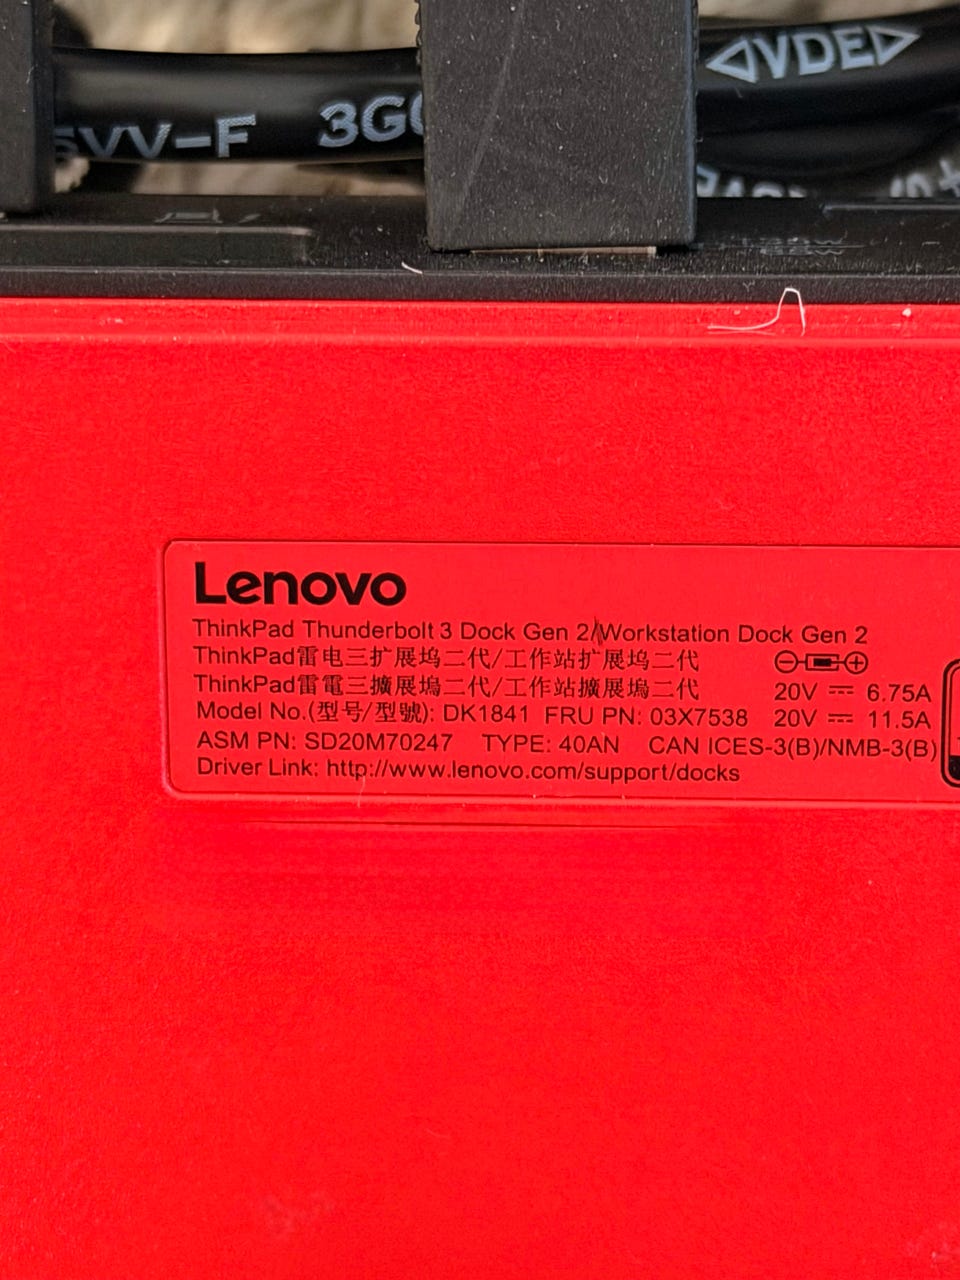 VV-F 3G
VDE
Lenovo
ThinkPad Thunderbolt 3 Dock Gen 2/Workstation Dock Gen 2
ThinkPad雷电三扩展坞二代/工作站扩展坞二代
ThinkPad雷電三擴展塢二代/工作站擴展塢二代
20V ⎓ 6.75A
Model No.(型号/型號): DK1841 FRU PN: 03X7538 20V ⎓ 11.5A
ASM PN: SD20M70247 TYPE: 40AN CAN ICES-3(B)/NMB-3(B)
Driver Link: http://www.lenovo.com/support/docks